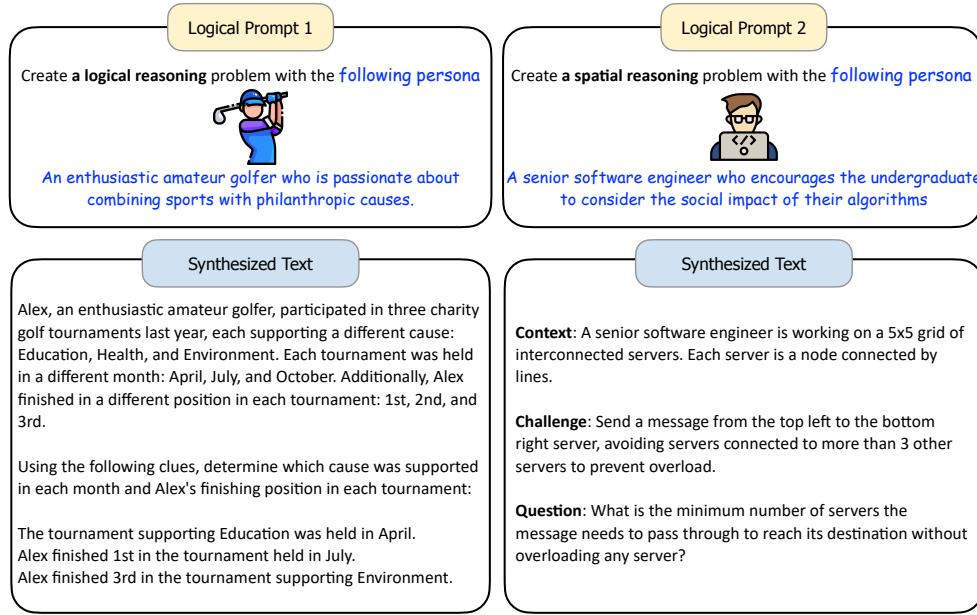 Logical Prompt 1
Create a logical reasoning problem with the following persona
An enthusiastic amateur golfer who is passionate about
combining sports with philanthropic causes.
Logical Prompt 2
Create a spatial reasoning problem with the following persona
</>
A senior software engineer who encourages the undergraduate
to consider the social impact of their algorithms
Synthesized Text
Alex, an enthusiastic amateur golfer, participated in three charity
golf tournaments last year, each supporting a different cause:
Education, Health, and Environment. Each tournament was held
in a different month: April, July, and October. Additionally, Alex
finished in a different position in each tournament: 1st, 2nd, and
3rd.
Using the following clues, determine which cause was supported
in each month and Alex's finishing position in each tournament:
The tournament supporting Education was held in April.
Alex finished 1st in the tournament held in July.
Alex finished 3rd in the tournament supporting Environment.
Synthesized Text
Context: A senior software engineer is working on a 5x5 grid of
interconnected servers. Each server is a node connected by
lines.
Challenge: Send a message from the top left to the bottom
right server, avoiding servers connected to more than 3 other
servers to prevent overload.
Question: What is the minimum number of servers the
message needs to pass through to reach its destination without
overloading any server?